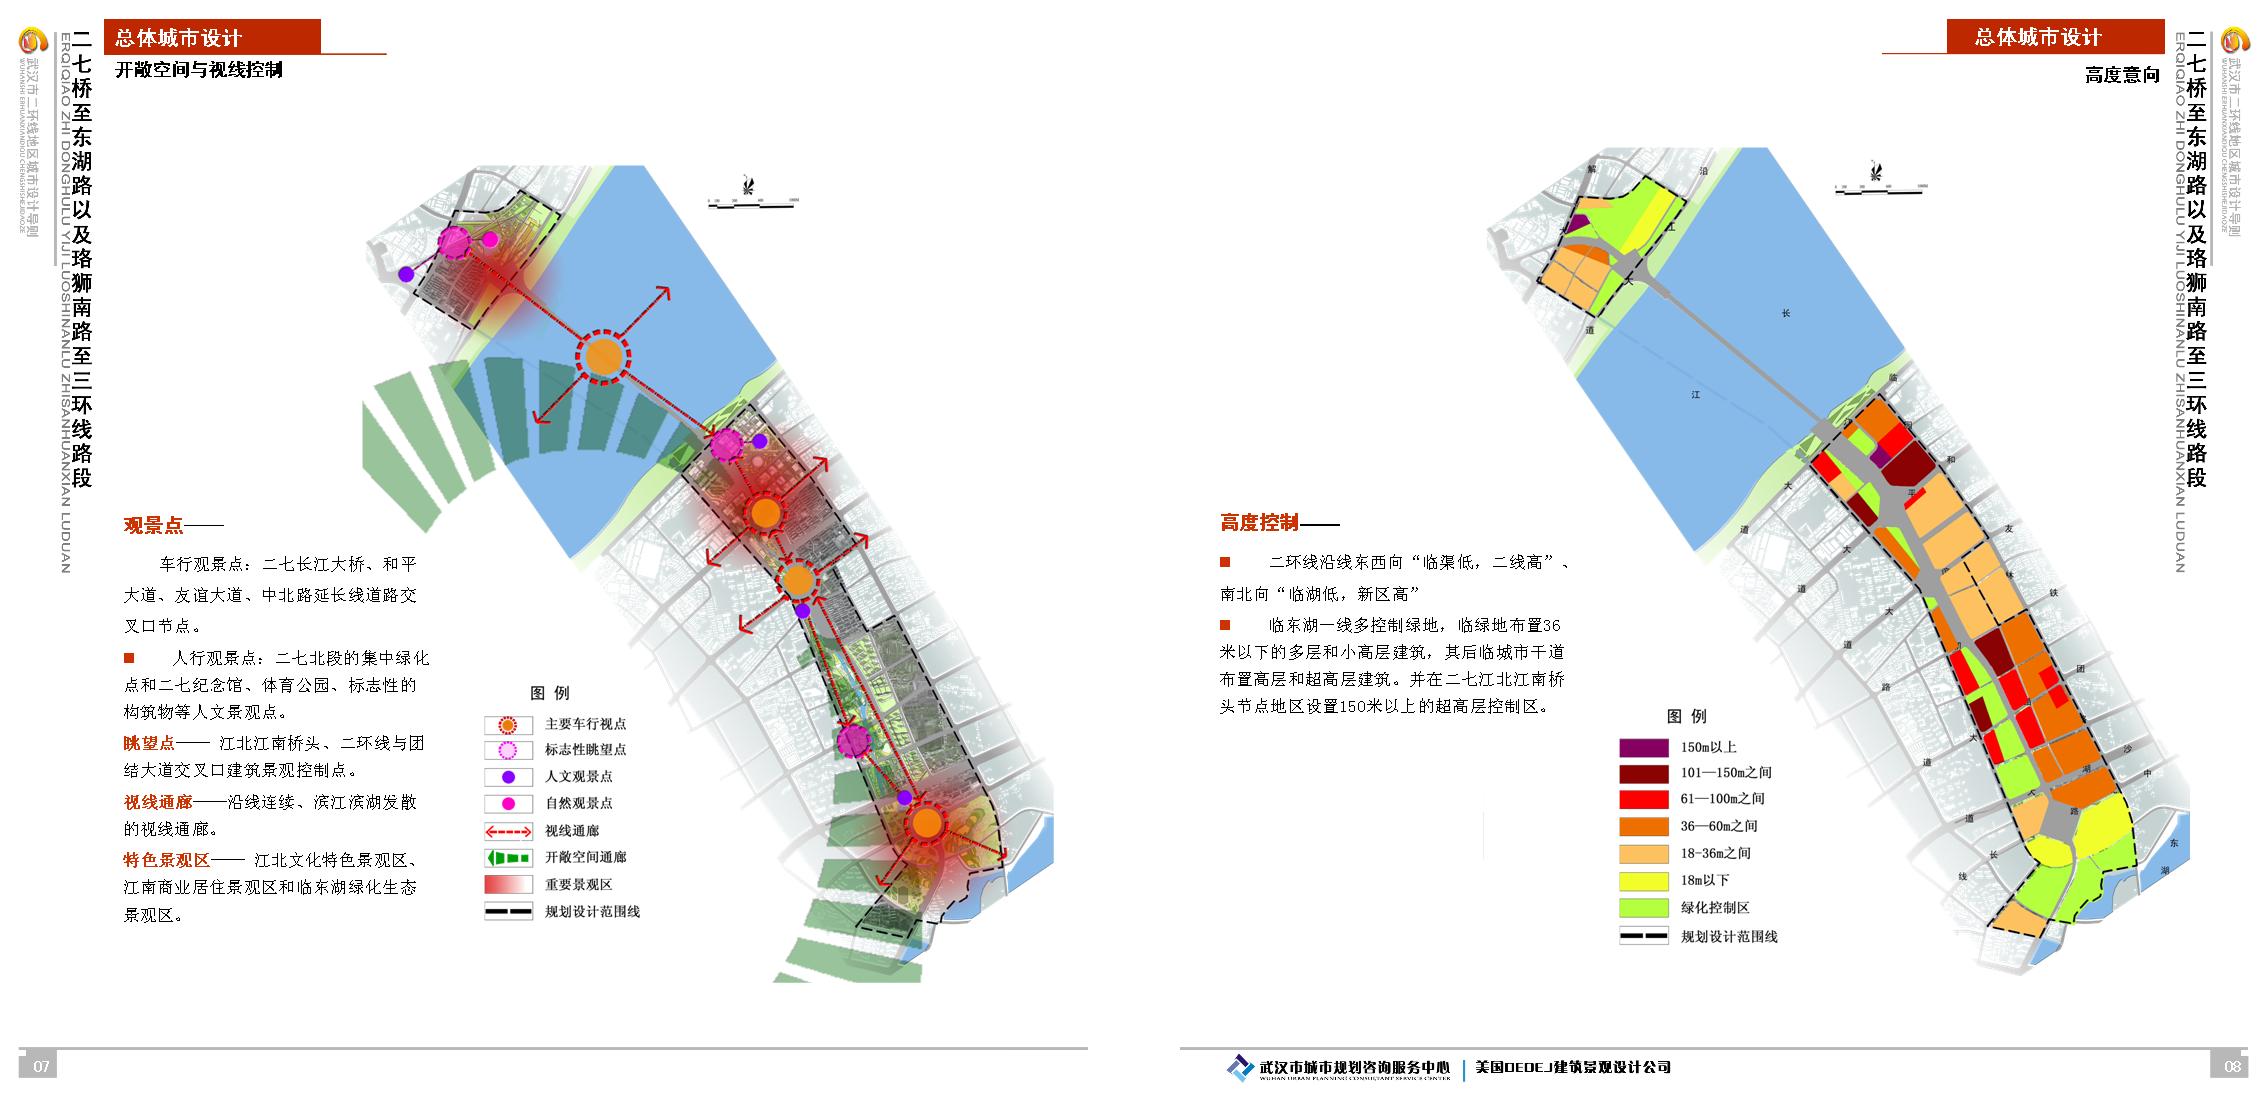 总体城市设计
开敞空间与视线控制
武汉市二环线地区城市设计导则
二七桥至东湖路以及珞狮南路至三环线路段
ERQIQIAO ZHI DONGHULU YIJI LUOSHINANLU ZHISANHUANXIAN LUDUAN
观景点——
车行观景点：二七长江大桥、和平
大道、友谊大道、中北路延长线道路交
叉口节点。
人行观景点：二七北段的集中绿化
点和二七纪念馆、体育公园、标志性的
构筑物等人文景观点。
眺望点—— 江北江南桥头、二环线与团
结大道交叉口建筑景观控制点。
视线通廊——沿线连续、滨江滨湖发散
的视线通廊。
特色景观区—— 江北文化特色景观区、
江南商业居住景观区和临东湖绿化生态
景观区。
图 例
主要车行视点
标志性眺望点
人文观景点
自然观景点
视线通廊
开敞空间通廊
重要景观区
规划设计范围线
07
总体城市设计
高度意向
武汉市二环线地区城市设计导则
二七桥至东湖路以及珞狮南路至三环线路段
ERQIQIAO ZHI DONGHULU YIJI LUOSHINANLU ZHISANHUANXIAN LUDUAN
解
沿
江
大
道
长
江
临
和
平
大
道
友
大
道
铁
团
大
道
沙
中
湖
路
大
道
长
线
东
湖
高度控制——
二环线沿线东西向“临渠低，二线高”、
南北向“临湖低，新区高”
临东湖一线多控制绿地，临绿地布置36
米以下的多层和小高层建筑，其后临城市干道
布置高层和超高层建筑。并在二七江北江南桥
头节点地区设置150米以上的超高层控制区。
图 例
150m以上
101—150m之间
61—100m之间
36—60m之间
18-36m之间
18m以下
绿化控制区
规划设计范围线
武汉市城市规划咨询服务中心
WUHAN URBAN PLANNING CONSULTANT SERVICE CENTER
美国DEDEJ建筑景观设计公司
08